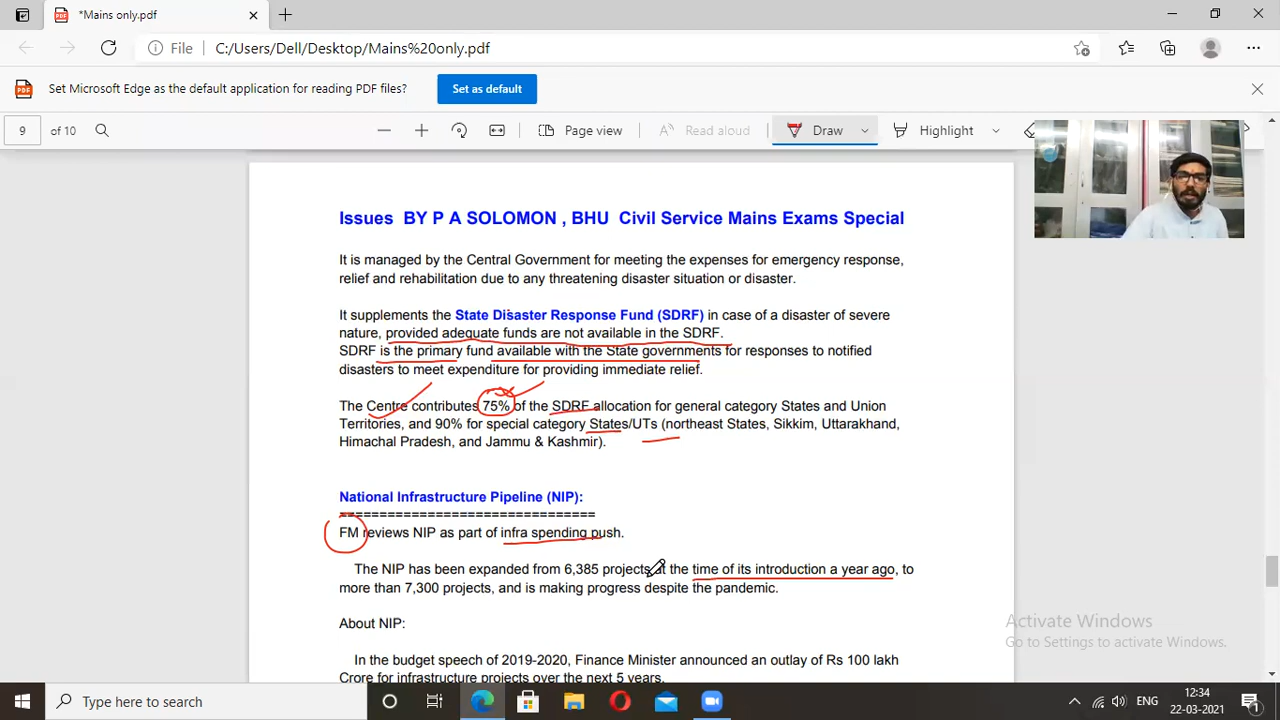 *Mains only.pdf
File
C:/Users/Dell/Desktop/Mains%20only.pdf
Set Microsoft Edge as the default application for reading PDF files?
Set as default
9 of 10
Page view
Read aloud
Draw
Highlight
Issues BY P A SOLOMON , BHU Civil Service Mains Exams Special
It is managed by the Central Government for meeting the expenses for emergency response,
relief and rehabilitation due to any threatening disaster situation or disaster.
It supplements the State Disaster Response Fund (SDRF) in case of a disaster of severe
nature, provided adequate funds are not available in the SDRF.
SDRF is the primary fund available with the State governments for responses to notified
disasters to meet expenditure for providing immediate relief.
The Centre contributes 75% of the SDRF allocation for general category States and Union
Territories, and 90% for special category States/UTs (northeast States, Sikkim, Uttarakhand,
Himachal Pradesh, and Jammu & Kashmir).
National Infrastructure Pipeline (NIP):
==============================
FM reviews NIP as part of infra spending push.
The NIP has been expanded from 6,385 projects at the time of its introduction a year ago, to
more than 7,300 projects, and is making progress despite the pandemic.
About NIP:
In the budget speech of 2019-2020, Finance Minister announced an outlay of Rs 100 lakh
Crore for infrastructure projects over the next 5 years.
Activate Windows
Go to Settings to activate Windows.
Type here to search
ENG
12:34
22-03-2021